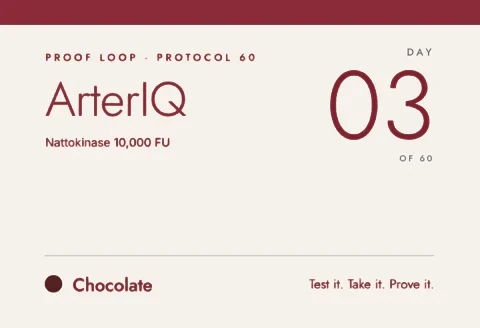 PROOF LOOP · PROTOCOL 60
ArterIQ
Nattokinase 10,000 FU
DAY
03
OF 60
Chocolate
Test it. Take it. Prove it.